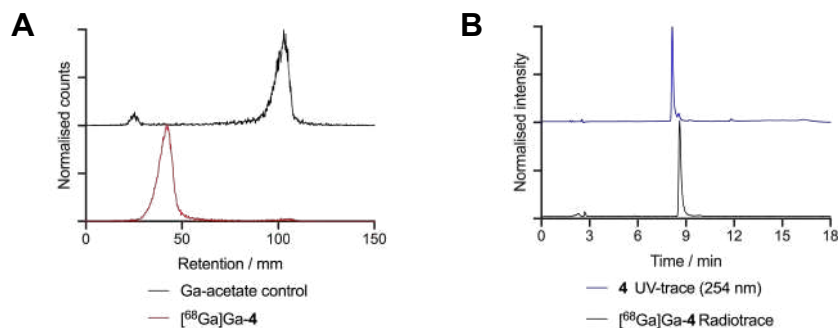 A
Normalised counts
0
50
100
150
Retention / mm
Ga-acetate control
[⁶⁸Ga]Ga-4
B
Normalised intensity
0
3
6
9
12
15
18
Time / min
4 UV-trace (254 nm)
[⁶⁸Ga]Ga-4 Radiotrace